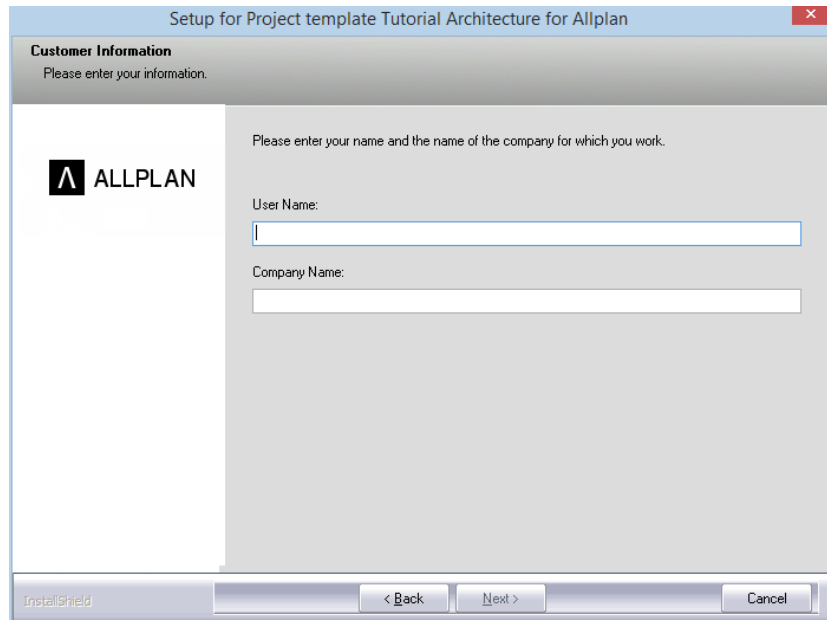 Setup for Project template Tutorial Architecture for Allplan
Customer Information
Please enter your information.
Please enter your name and the name of the company for which you work.
ALLPLAN
User Name:
Company Name:
InstallShield
< Back
Next >
Cancel